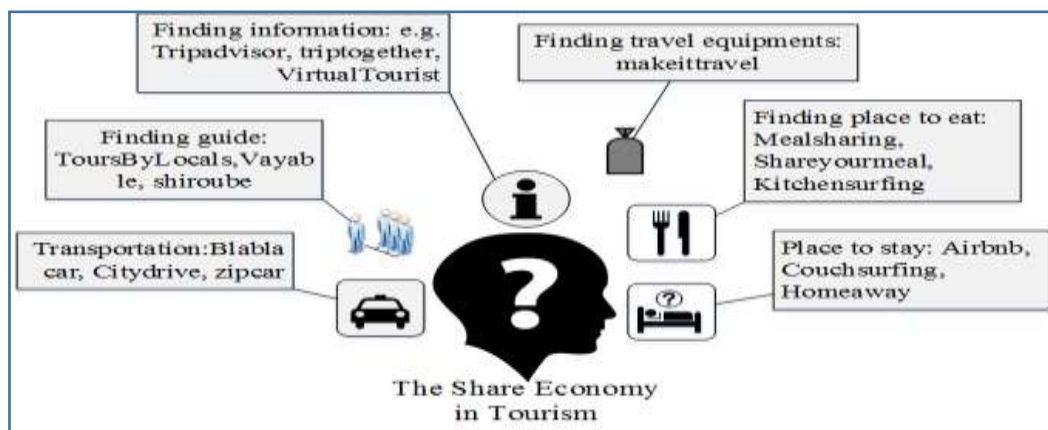 Finding information: e.g.
Tripadvisor, triptogether,
VirtualTourist
Finding travel equipments:
makeittravel
Finding guide:
ToursByLocals,Vayab
le, shiroube
Finding place to eat:
Mealsharing,
Shareyourmeal,
Kitchensurfing
Transportation:Blabla
car, Citydrive, zipcar
Place to stay: Airbnb,
Couchsurfing,
Homeaway
?
?
The Share Economy
in Tourism